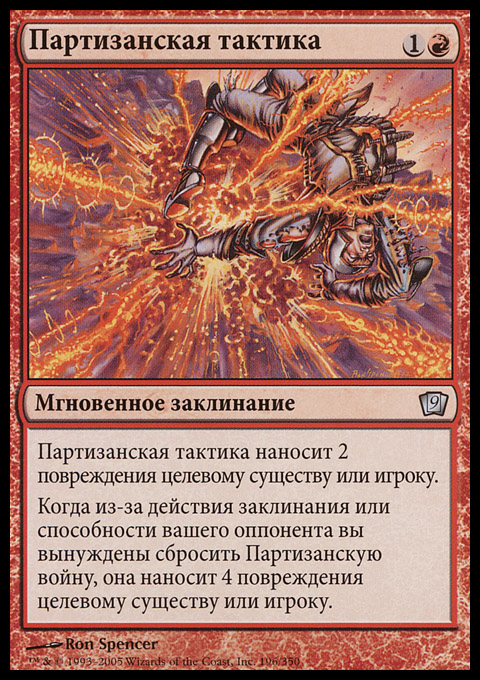 Партизанская тактика
1
Мгновенное заклинание
9
Партизанская тактика наносит 2
повреждения целевому существу или игроку.
Когда из-за действия заклинания или
способности вашего оппонента вы
вынуждены сбросить Партизанскую
войну, она наносит 4 повреждения
целевому существу или игроку.
Ron Spencer
™ & © 1993-2005 Wizards of the Coast, Inc. 196/350